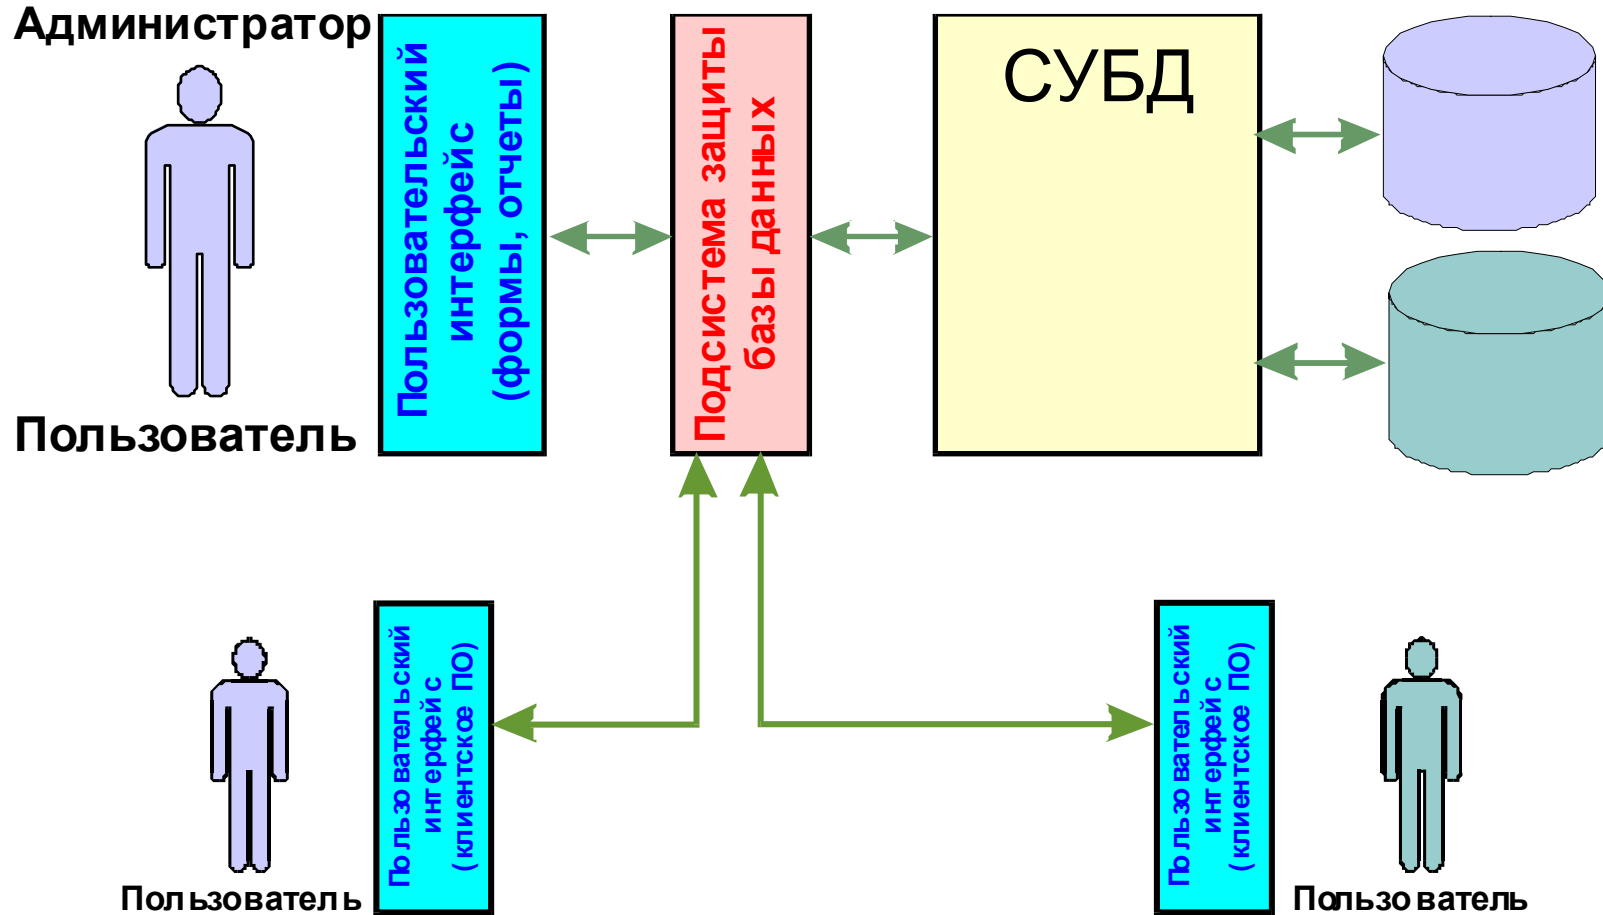 Администратор
Пользователь
Пользовательский
интерфейс
(формы, отчеты)
Подсистема защиты
базы данных
СУБД
Пользовательский
интерфейс
(клиентское ПО)
Пользователь
Пользовательский
интерфейс
(клиентское ПО)
Пользователь